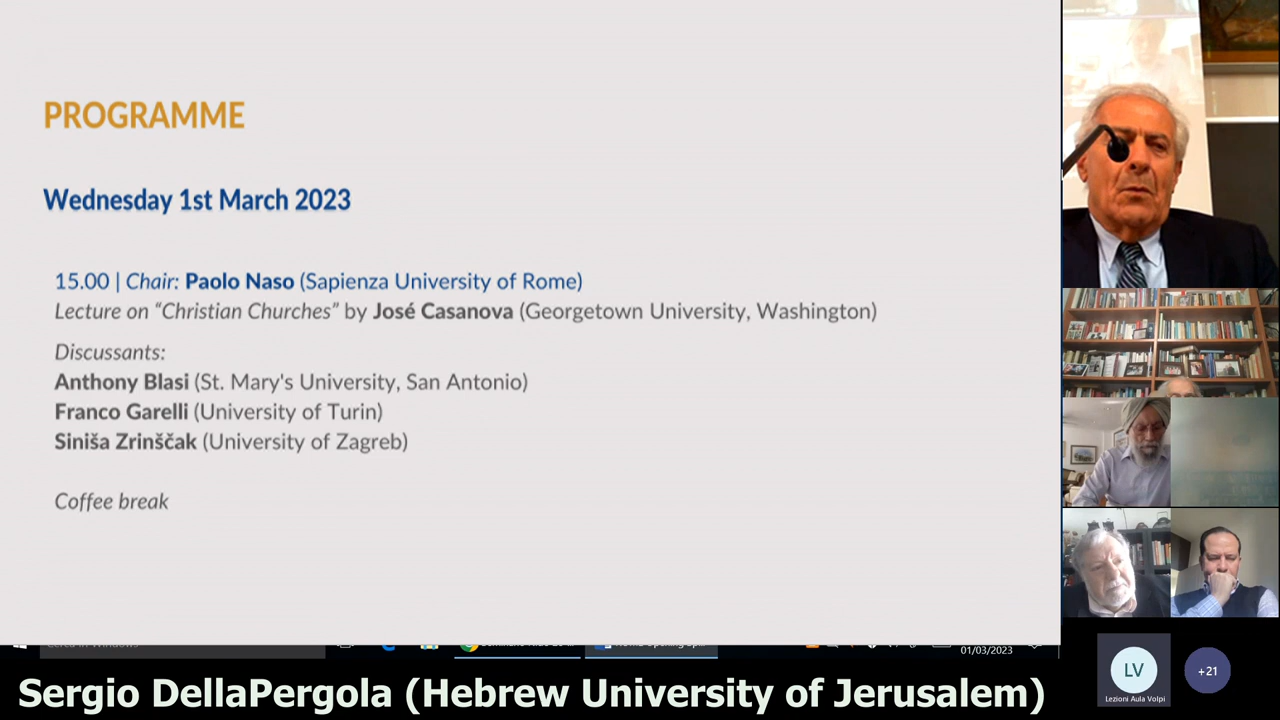 PROGRAMME
Wednesday 1st March 2023
15.00 | Chair: Paolo Naso (Sapienza University of Rome)
Lecture on “Christian Churches” by José Casanova (Georgetown University, Washington)
Discussants:
Anthony Blasi (St. Mary's University, San Antonio)
Franco Garelli (University of Turin)
Siniša Zrinščak (University of Zagreb)
Coffee break
01/03/2023
LV
Lezioni Aula Volpi
+21
Sergio DellaPergola (Hebrew University of Jerusalem)